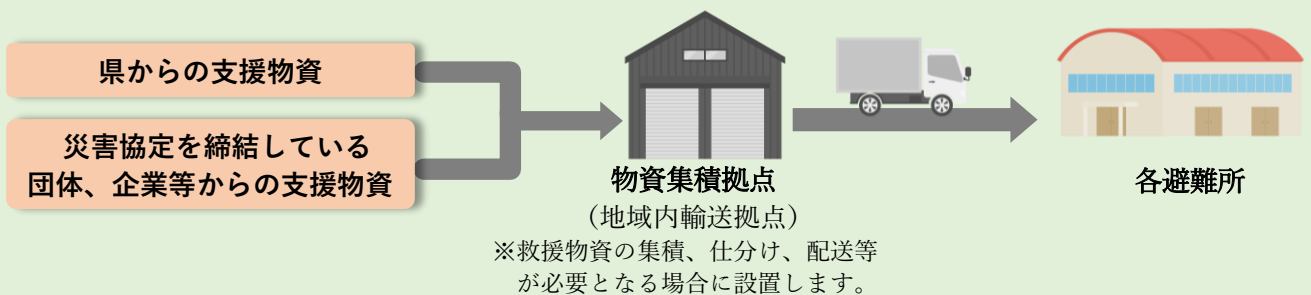 県からの支援物資
災害協定を締結している
団体、企業等からの支援物資
物資集積拠点
（地域内輸送拠点）
※救援物資の集積、仕分け、配送等
が必要となる場合に設置します。
各避難所